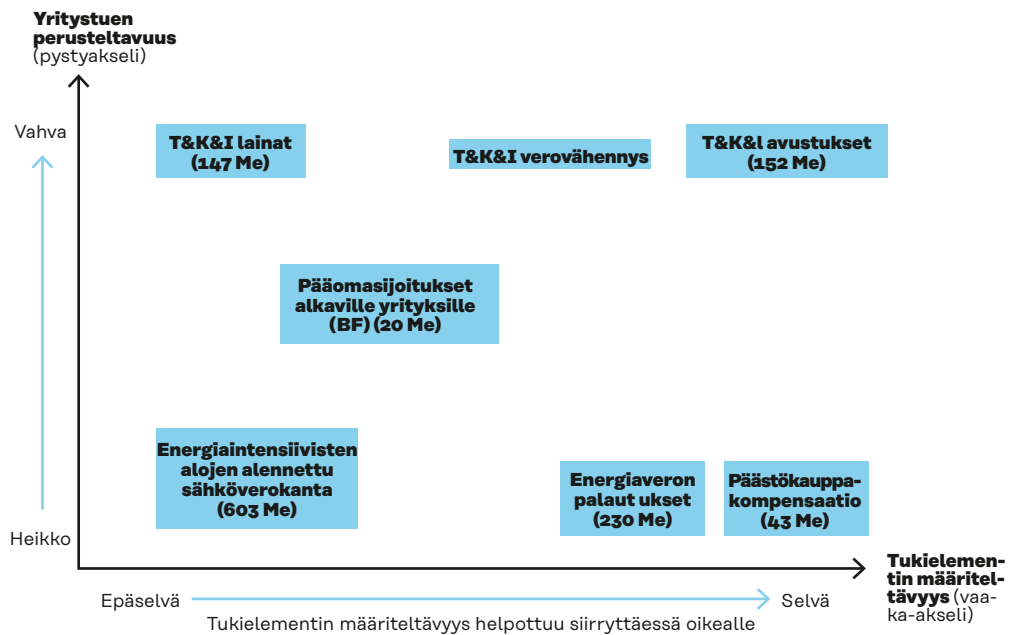 Yritystuen
perusteltavuus
(pystyakseli)
Vahva
T&K&I lainat
(147 Me)
T&K&I verovähennys
T&K&l avustukset
(152 Me)
Pääomasijoitukset
alkaville yrityksille
(BF) (20 Me)
Energiaintensiivisten
alojen alennettu
sähköverokanta
(603 Me)
Energiaveron
palaut ukset
(230 Me)
Päästökauppa-
kompensaatio
(43 Me)
Heikko
Tukielemen-
tin määritel-
tävyys (vaa-
ka-akseli)
Epäselvä
Selvä
Tukielementin määriteltävyys helpottuu siirryttäessä oikealle